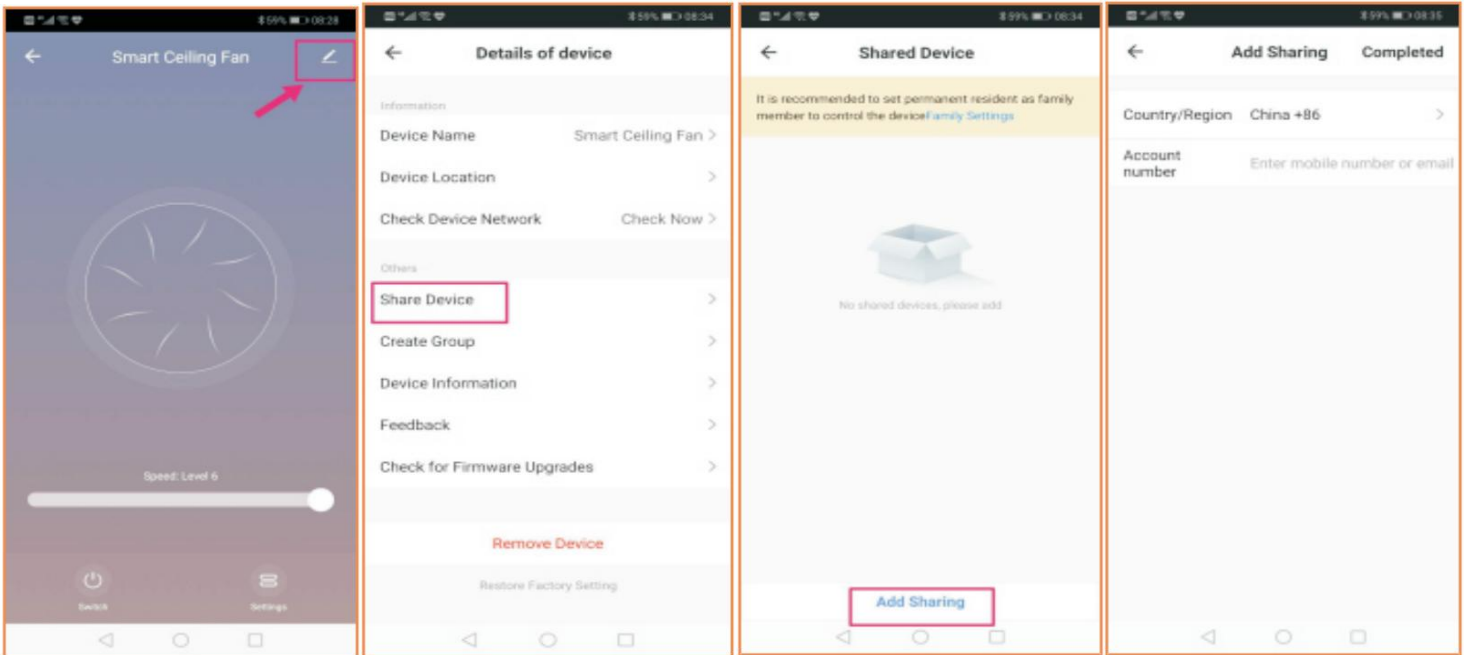 59% 08:28
Smart Ceiling Fan
Speed: Level 6
Switch
Settings
59% 08:34
Details of device
Information
Device Name
Smart Ceiling Fan >
Device Location
>
Check Device Network
Check Now >
Others
Share Device
>
Create Group
>
Device Information
>
Feedback
>
Check for Firmware Upgrades
>
Remove Device
Restore Factory Setting
59% 08:34
Shared Device
It is recommended to set permanent resident as family
member to control the deviceFamily Settings
No shared devices, please add
Add Sharing
59% 08:35
Add Sharing Completed
Country/Region China +86 >
Account
number
Enter mobile number or email